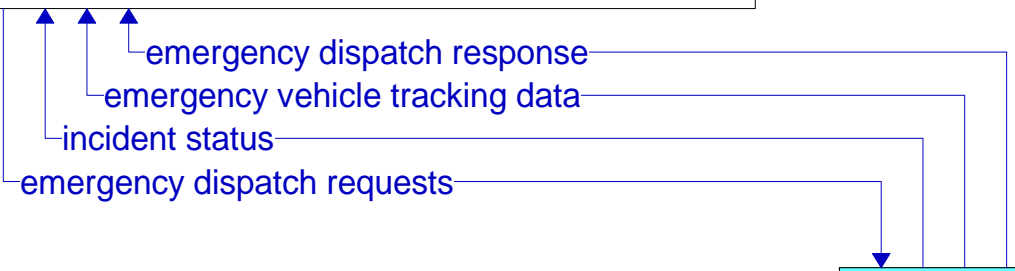 emergency dispatch response
emergency vehicle tracking data
incident status
emergency dispatch requests